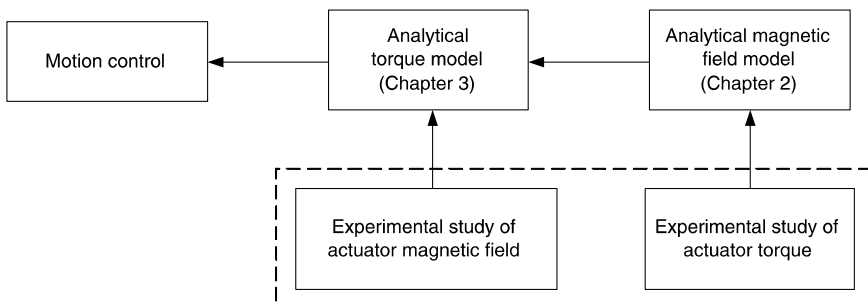 Motion control
Analytical
torque model
(Chapter 3)
Analytical magnetic
field model
(Chapter 2)
Experimental study of
actuator magnetic field
Experimental study of
actuator torque